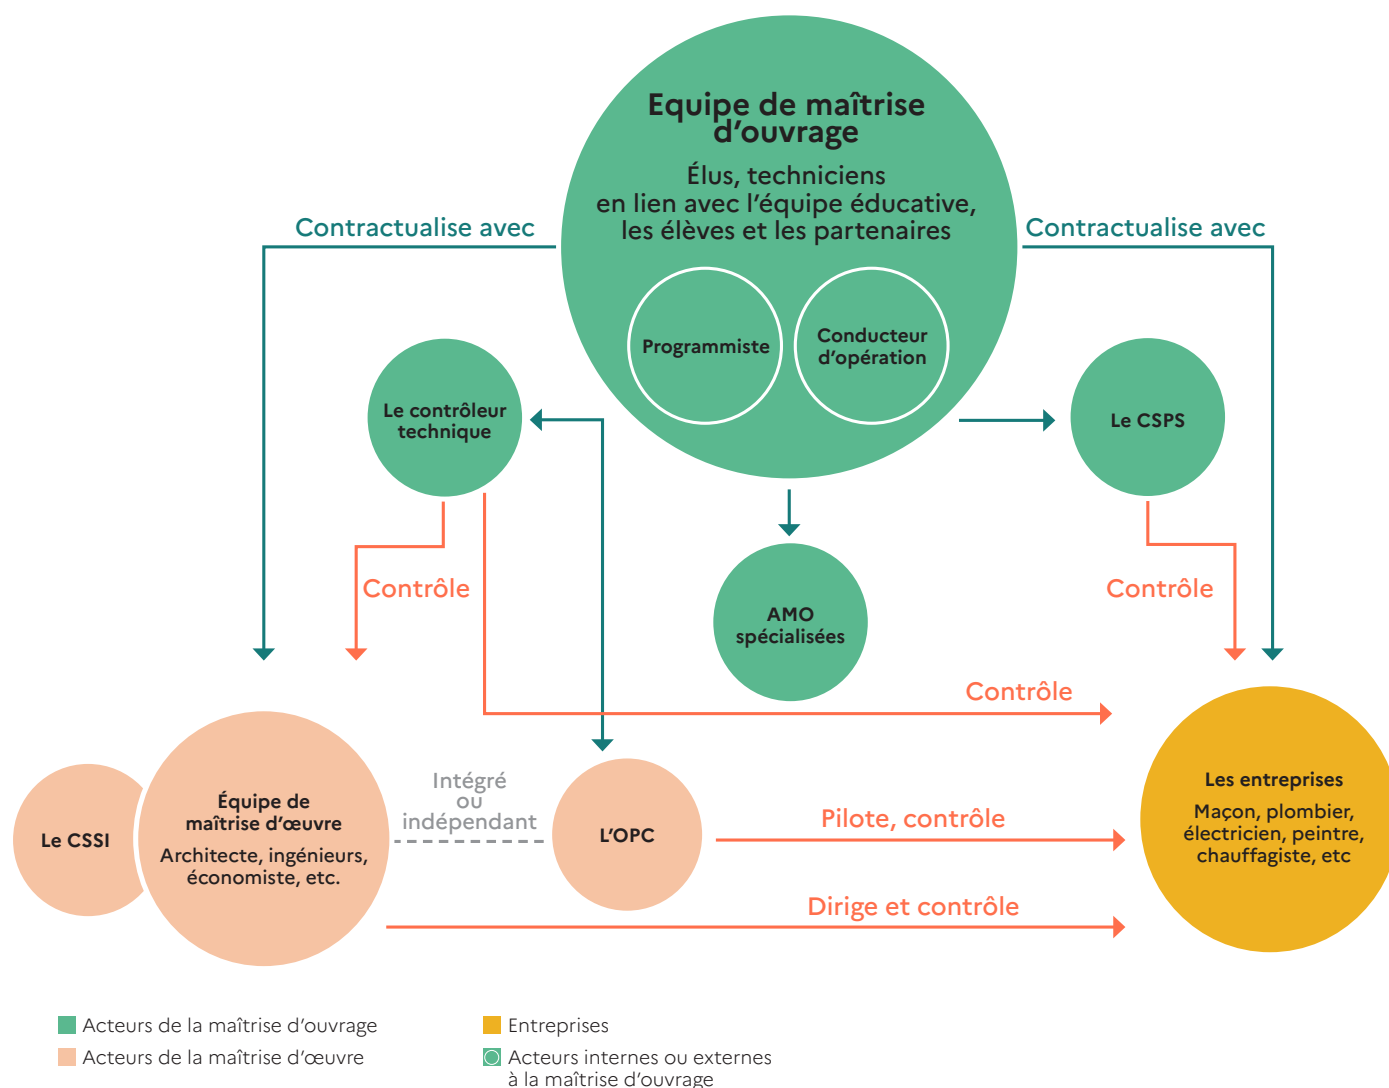 Equipe de maîtrise
d’ouvrage
Élus, techniciens
en lien avec l’équipe éducative,
les élèves et les partenaires
Contractualise avec
Contractualise avec
Programmiste
Conducteur
d’opération
Le contrôleur
technique
Le CSPS
Contrôle
AMO
spécialisées
Contrôle
Contrôle
Le CSSI
Équipe de
maîtrise d’œuvre
Architecte, ingénieurs,
économiste, etc.
Intégré
ou
indépendant
L’OPC
Pilote, contrôle
Dirige et contrôle
Les entreprises
Maçon, plombier,
électricien, peintre,
chauffagiste, etc
Acteurs de la maîtrise d’ouvrage
Acteurs de la maîtrise d’œuvre
Entreprises
Acteurs internes ou externes
à la maîtrise d’ouvrage